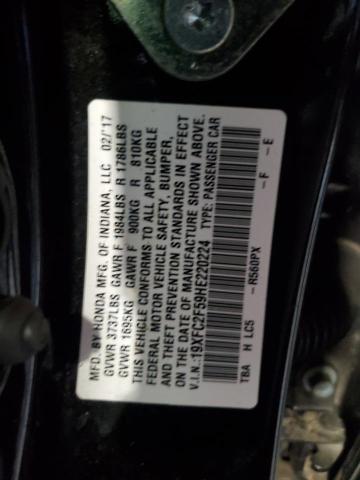 MFD. BY HONDA MFG. OF INDIANA, LLC 02/'17
GVWR 3737LBS GAWR F 1984LBS R 1786LBS
GVWR 1695KG GAWR F 900KG R 810KG
THIS VEHICLE CONFORMS TO ALL APPLICABLE
FEDERAL MOTOR VEHICLE SAFETY, BUMPER,
AND THEFT PREVENTION STANDARDS IN EFFECT
ON THE DATE OF MANUFACTURE SHOWN ABOVE.
V.I.N.:19XFC2F59HE220224 TYPE: PASSENGER CAR
TBA H LC5 -R560PX -F -E